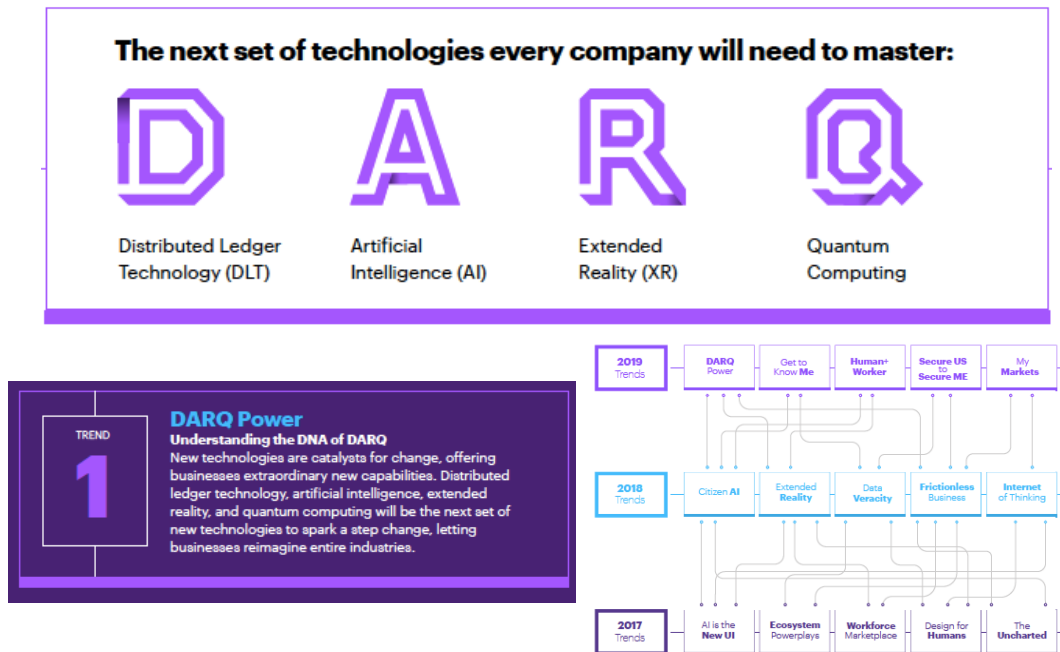 The next set of technologies every company will need to master:
D A R Q
Distributed Ledger
Technology (DLT)
Artificial
Intelligence (AI)
Extended
Reality (XR)
Quantum
Computing
TREND
1
DARQ Power
Understanding the DNA of DARQ
New technologies are catalysts for change, offering
businesses extraordinary new capabilities. Distributed
ledger technology, artificial intelligence, extended
reality, and quantum computing will be the next set of
new technologies to spark a step change, letting
businesses reimagine entire industries.
2019
Trends
DARQ
Power
Get to
Know Me
Human+
Worker
Secure US
to
Secure ME
My
Markets
2018
Trends
Citizen AI
Extended
Reality
Data
Veracity
Frictionless
Business
Internet
of Thinking
2017
Trends
AI is the
New UI
Ecosystem
Powerplays
Workforce
Marketplace
Design for
Humans
The
Uncharted